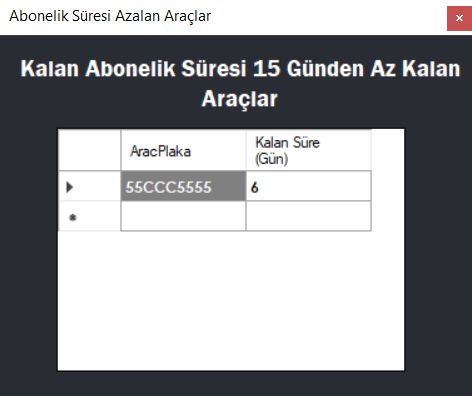 Abonelik Süresi Azalan Araçlar
Kalan Abonelik Süresi 15 Günden Az Kalan
Araçlar
AracPlaka
Kalan Süre
(Gün)
55CCC5555 6